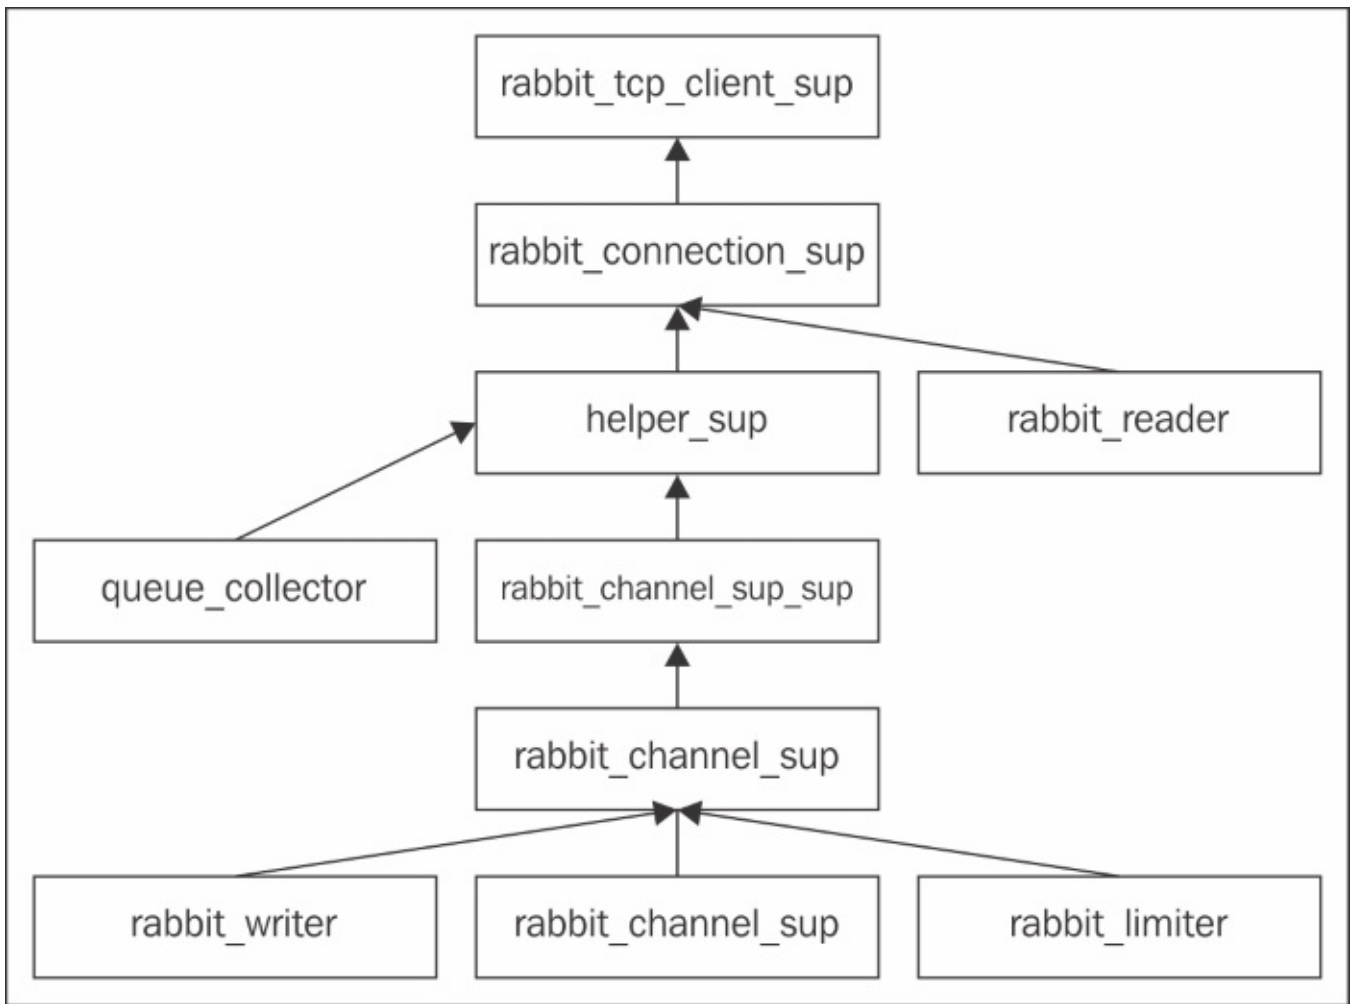 rabbit_tcp_client_sup
rabbit_connection_sup
helper_sup
rabbit_reader
queue_collector
rabbit_channel_sup_sup
rabbit_channel_sup
rabbit_writer
rabbit_channel_sup
rabbit_limiter